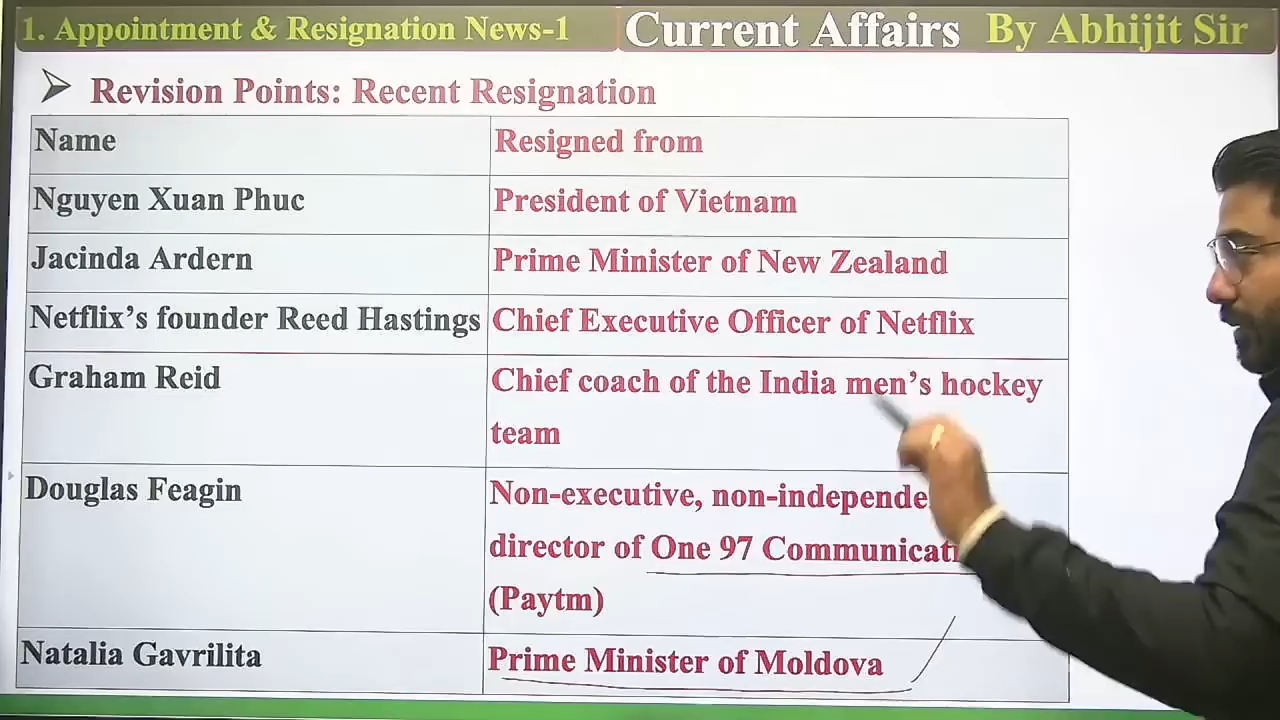 1. Appointment & Resignation News-1
Current Affairs
By Abhijit Sir
Revision Points: Recent Resignation
Name
Resigned from
Nguyen Xuan Phuc
President of Vietnam
Jacinda Ardern
Prime Minister of New Zealand
Netflix’s founder Reed Hastings
Chief Executive Officer of Netflix
Graham Reid
Chief coach of the India men’s hockey
team
Douglas Feagin
Non-executive,
director of One 97
(Paytm)
Natalia Gavrilita
Prime Minister of Moldova